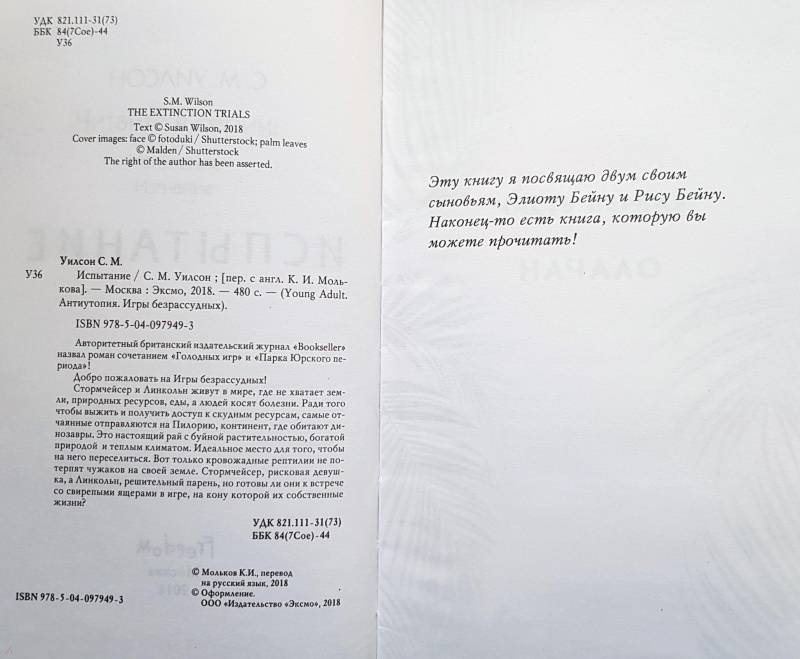 УДК 821.111-31(73)
ББК 84(7Сое)-44
У36
S.M. Wilson
THE EXTINCTION TRIALS
Text © Susan Wilson, 2018
Cover images: face © fotoduki / Shutterstock; palm leaves
© Malden / Shutterstock
The right of the author has been asserted.
Уилсон С. М.
У36 Испытание / С. М. Уилсон ; [пер. с англ. К. И. Моль-
кова]. — Москва : Эксмо, 2018. — 480 с. — (Young Adult.
Антиутопия. Игры безрассудных).
ISBN 978-5-04-097949-3
Авторитетный британский издательский журнал «Bookseller»
назвал роман сочетанием «Голодных игр» и «Парка Юрского пе-
риода»!
Добро пожаловать на Игры безрассудных!
Стормчейсер и Линкольн живут в мире, где не хватает зем-
ли, природных ресурсов, еды, а людей косят болезни. Ради того
чтобы выжить и получить доступ к скудным ресурсам, самые от-
чаянные отправляются на Пилорию, континент, где обитают ди-
нозавры. Это настоящий рай с буйной растительностью, богатой
природой и теплым климатом. Идеальное место для того, чтобы
на него переселиться. Вот только кровожадные рептилии не по-
терпят чужаков на своей земле. Стормчейсер, рисковая девуш-
ка, а Линкольн, решительный парень, но готовы ли они к встрече
со свирепыми ящерами в игре, на кону которой их собственные
жизни?
УДК 821.111-31(73)
ББК 84(7Сое)-44
© Мольков К.И., перевод
на русский язык, 2018
© Оформление.
ООО «Издательство «Эксмо», 2018
ISBN 978-5-04-097949-3
Эту книгу я посвящаю двум своим
сыновьям, Элиоту Бейну и Рису Бейну.
Наконец-то есть книга, которую вы
можете прочитать!